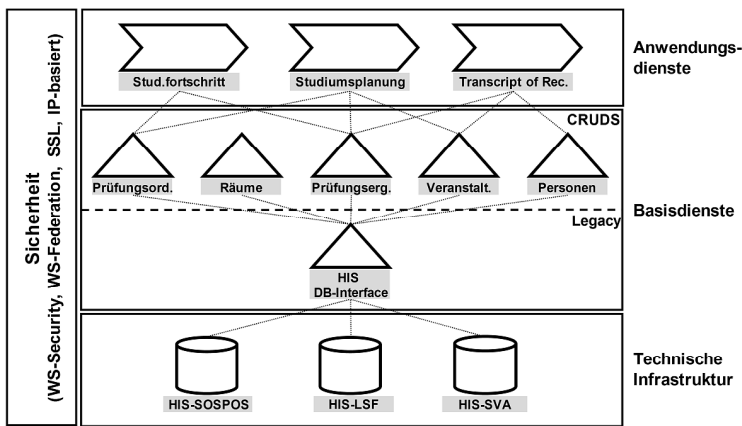 Sicherheit
(WS-Security, WS-Federation, SSL, IP-basiert)
Stud.fortschritt
Studiumsplanung
Transcript of Rec.
Anwendungs-
dienste
CRUDS
Prüfungsord.
Räume
Prüfungserg.
Veranstalt.
Personen
Legacy
Basisdienste
HIS
DB-Interface
HIS-SOSPOS
HIS-LSF
HIS-SVA
Technische
Infrastruktur